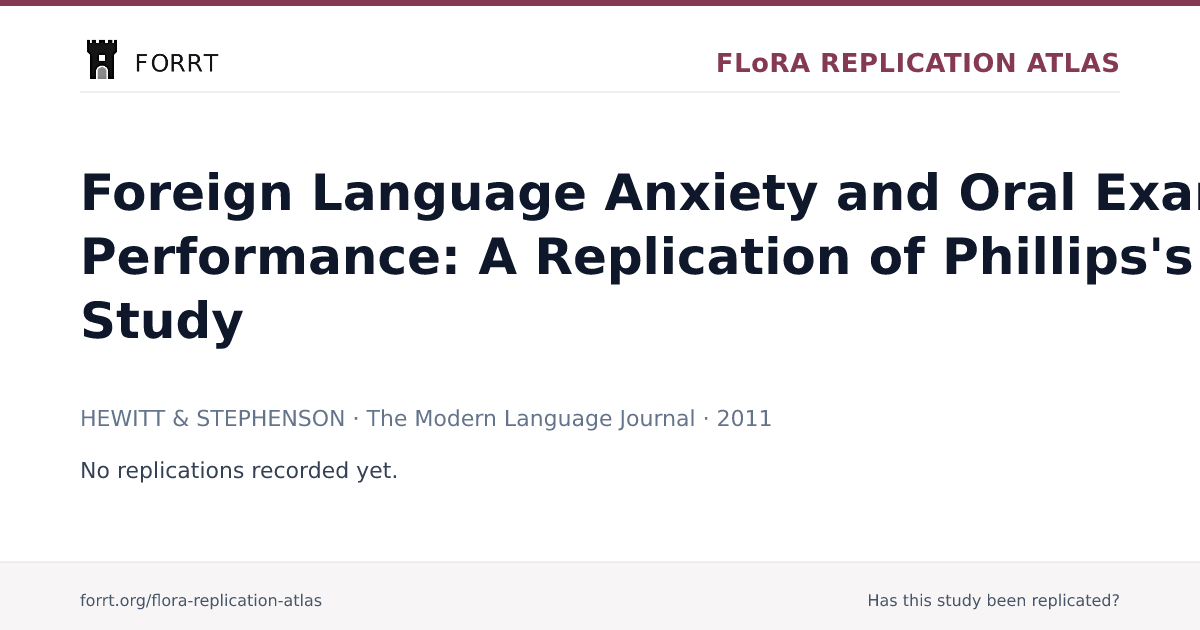 FORRT
FLoRA REPLICATION ATLAS
Foreign Language Anxiety and Oral
Performance: A Replication of Phillips's
Study
HEWITT & STEPHENSON · The Modern Language Journal · 2011
No replications recorded yet.
forrt.org/flora-replication-atlas
Has this study been replicated?